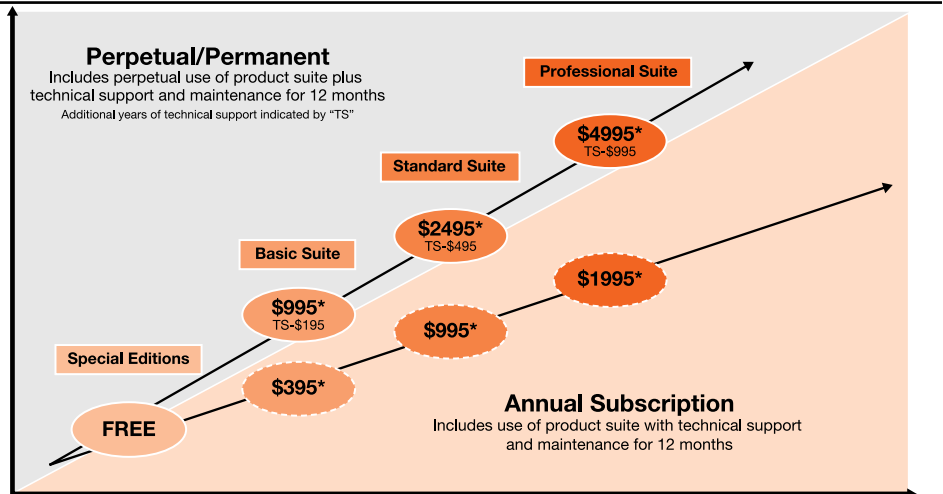 Perpetual/Permanent
Includes perpetual use of product suite plus
technical support and maintenance for 12 months
Additional years of technical support indicated by “TS”
Professional Suite
$4995*
TS-$995
Standard Suite
$2495*
TS-$495
Basic Suite
$995*
TS-$195
Special Editions
FREE
$395*
$995*
$1995*
Annual Subscription
Includes use of product suite with technical support
and maintenance for 12 months